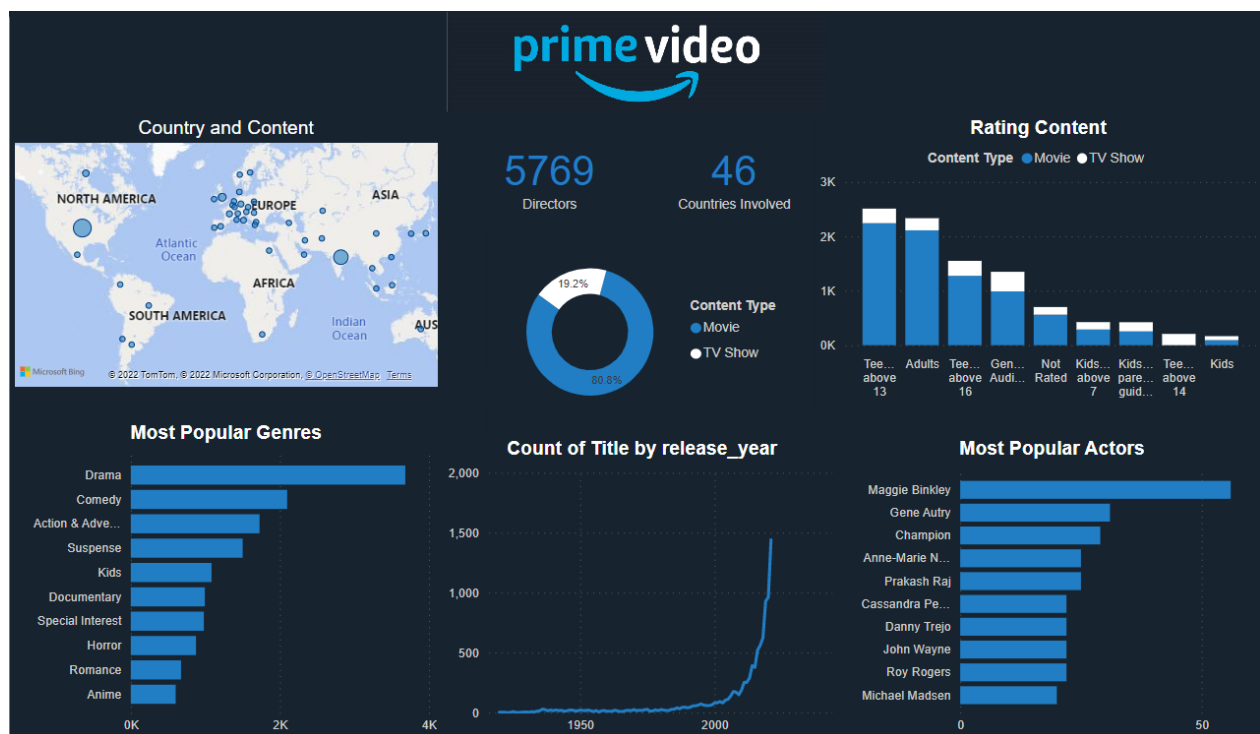 prime video
Country and Content
NORTH AMERICA
EUROPE
ASIA
Atlantic
Ocean
AFRICA
SOUTH AMERICA
Indian
Ocean
AUS
Microsoft Bing
© 2022 TomTom, © 2022 Microsoft Corporation, © OpenStreetMap Terms
5769
Directors
46
Countries Involved
19.2%
80.8%
Content Type
Movie
TV Show
Rating Content
Content Type Movie TV Show
3K
2K
1K
0K
Tee... above 13
Adults
Tee... above 16
Gen... Audi...
Not Rated
Kids... above 7
Kids... pare... guid...
Tee... above 14
Kids
Most Popular Genres
Drama
Comedy
Action & Adve...
Suspense
Kids
Documentary
Special Interest
Horror
Romance
Anime
0K 2K 4K
Count of Title by release_year
2,000
1,500
1,000
500
0
1950 2000
Most Popular Actors
Maggie Binkley
Gene Autry
Champion
Anne-Marie N...
Prakash Raj
Cassandra Pe...
Danny Trejo
John Wayne
Roy Rogers
Michael Madsen
0 50